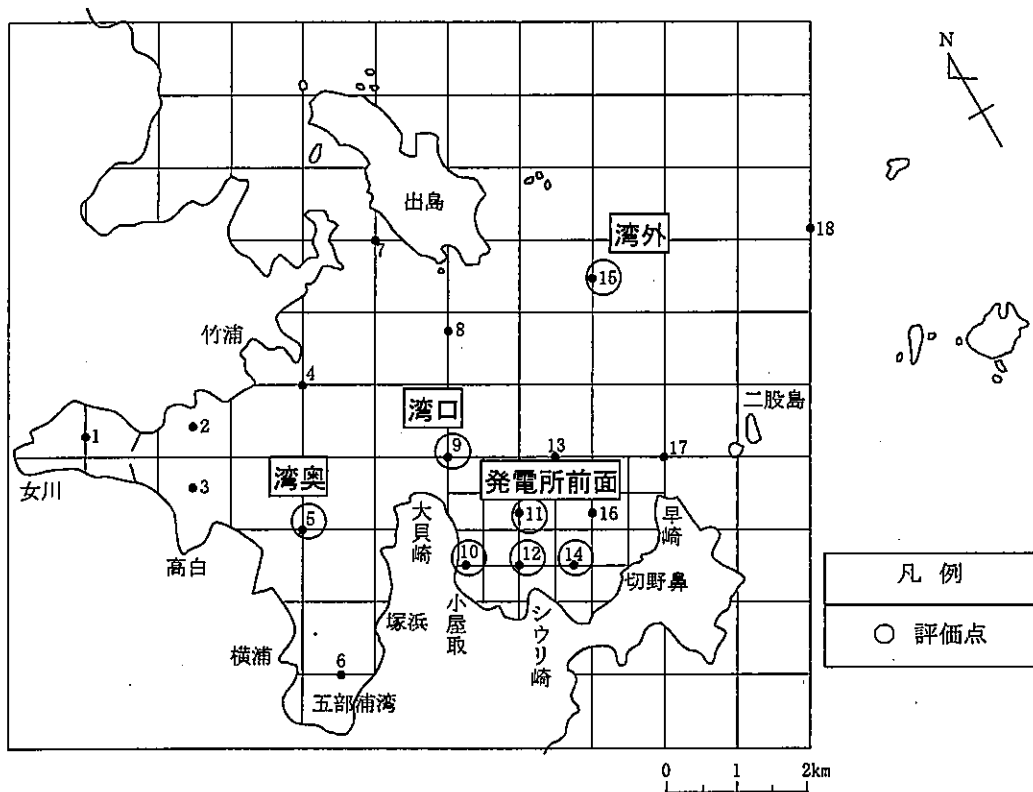 N
出島
湾外
18
7
15
竹浦
8
4
湾口
二股島
1
2
9
13
17
女川
3
湾奥
発電所前面
5
大貝崎
11
16
早崎
10
12
14
高白
切野鼻
塚浜
小屋取
シウリ崎
横浦
6
五部浦湾
凡例
○ 評価点
0 1 2km